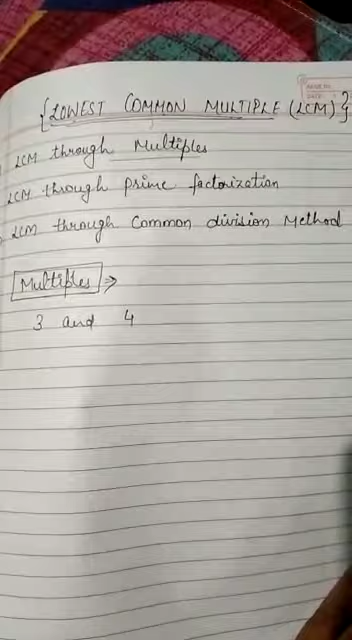 {LOWEST COMMON MULTIPLE (LCM)}
LCM through Multiples
LCM through prime factorization
LCM through Common division Method
Multiples ⇒
3 and 4